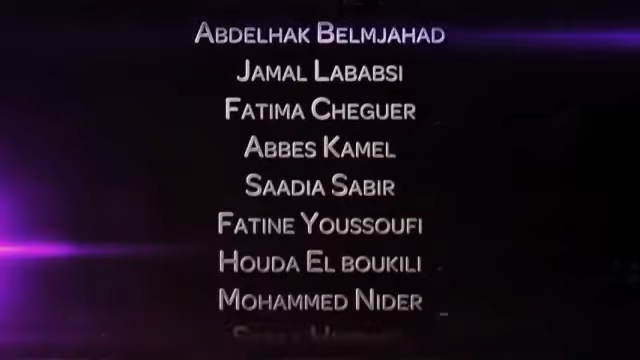 Abdelhak Belmjahad
Jamal Lababsi
Fatima Cheguer
Abbes Kamel
Saadia Sabir
Fatine Youssoufi
Houda El boukili
Mohammed Nider